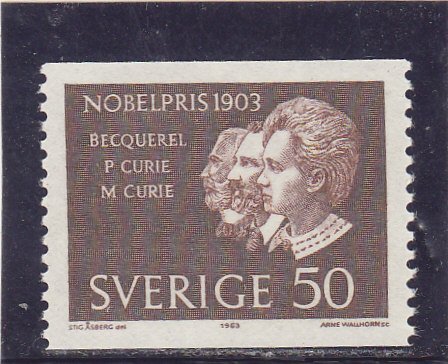 NOBELPRIS 1903
BECQUEREL
P CURIE
M CURIE
SVERIGE 50
STIG ÅSBERG del 1963 ARNE WALLHORN SC